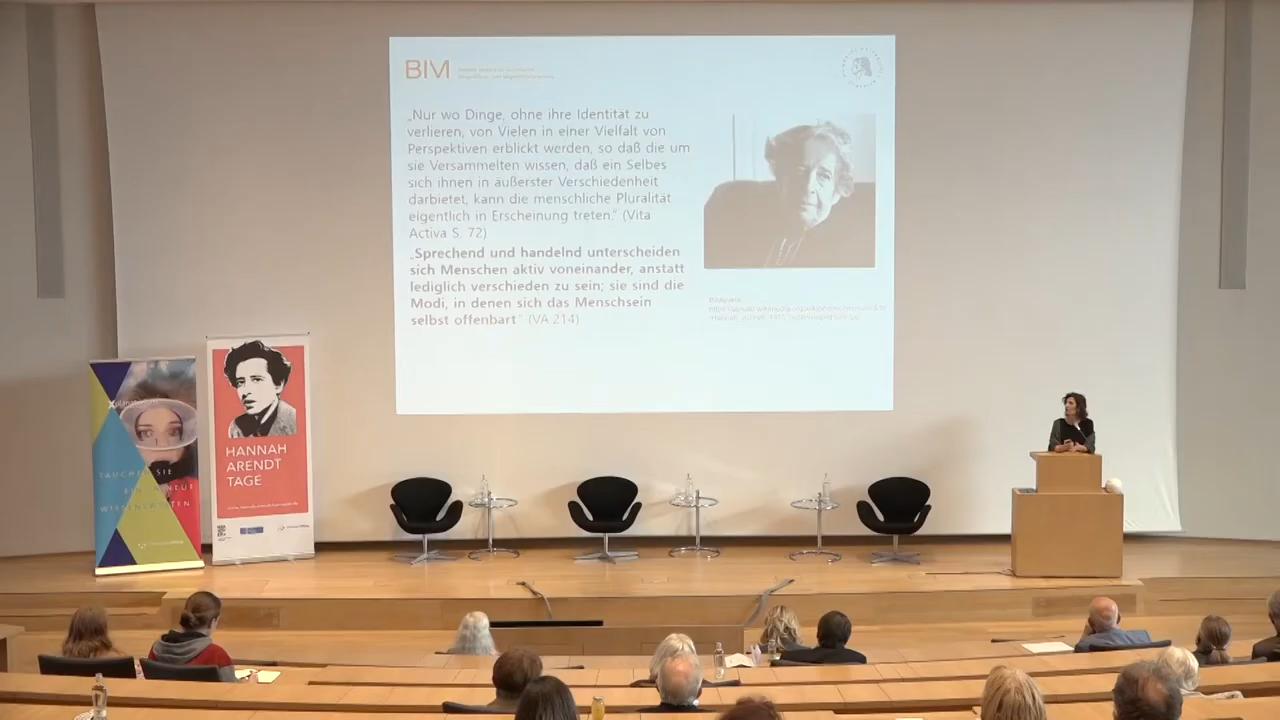 BIM
„Nur wo Dinge, ohne ihre Identität zu
verlieren, von Vielen in einer Vielfalt von
Perspektiven erblickt werden, so daß die um
sie Versammelten wissen, daß ein Selbes
sich ihnen in äußerster Verschiedenheit
darbietet, kann die menschliche Pluralität
eigentlich in Erscheinung treten.“ (Vita
Activa S. 72)
„Sprechend und handelnd unterscheiden
sich Menschen aktiv voneinander, anstatt
lediglich verschieden zu sein; sie sind die
Modi, in denen sich das Menschsein
selbst offenbart“ (VA 214)
TAUCHEN SIE
HANNAH
ARENDT
TAGE